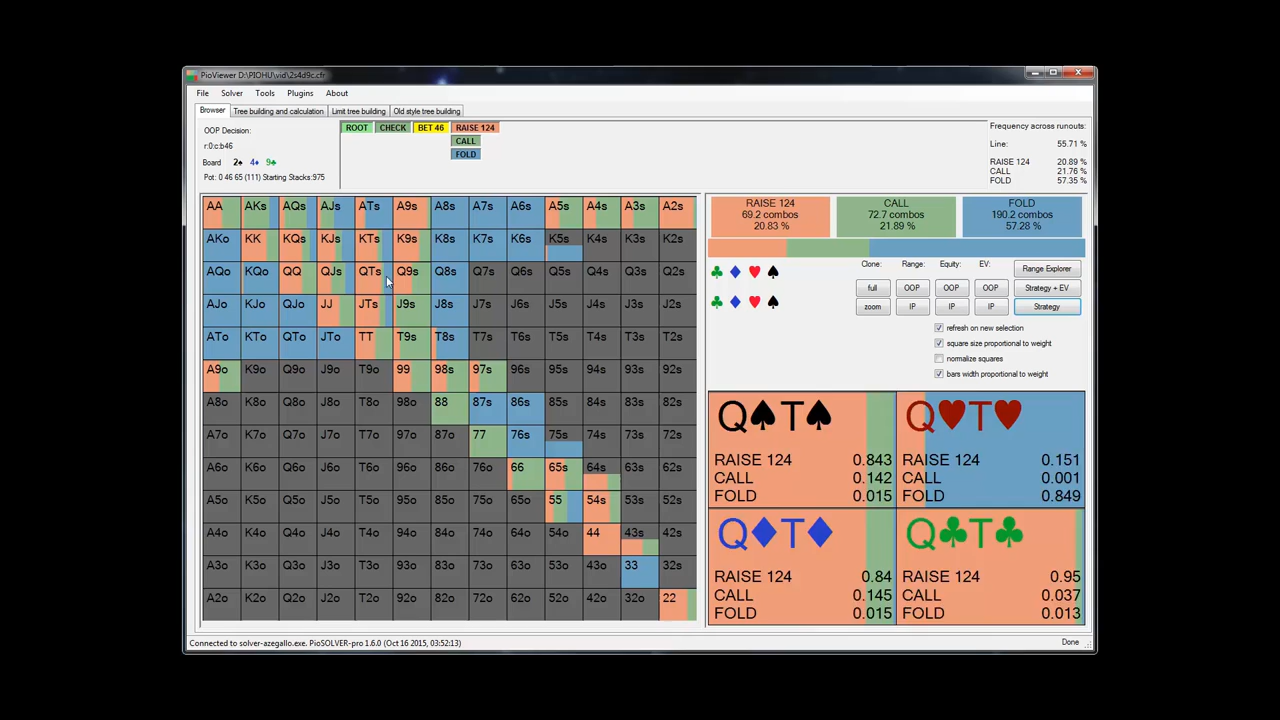 PioViewer D:\PIOHU\vid\2s4d9c.cfr
File Solver Tools Plugins About
Browser Tree building and calculation Limit tree building Old style tree building
OOP Decision:
r:0:c:b46
Board 2♠ 4♦ 9♣
Pot: 0 46 65 (111) Starting Stacks:975
ROOT CHECK BET 46 RAISE 124
CALL
FOLD
Frequency across runouts:
Line: 55.71 %
RAISE 124 20.89 %
CALL 21.76 %
FOLD 57.35 %
AA AKs AQs AJs ATs A9s A8s A7s A6s A5s A4s A3s A2s
AKo KK KQs KJs KTs K9s K8s K7s K6s K5s K4s K3s K2s
AQo KQo QQ QJs QTs Q9s Q8s Q7s Q6s Q5s Q4s Q3s Q2s
AJo KJo QJo JJ JTs J9s J8s J7s J6s J5s J4s J3s J2s
ATo KTo QTo JTo TT T9s T8s T7s T6s T5s T4s T3s T2s
A9o K9o Q9o J9o T9o 99 98s 97s 96s 95s 94s 93s 92s
A8o K8o Q8o J8o T8o 98o 88 87s 86s 85s 84s 83s 82s
A7o K7o Q7o J7o T7o 97o 87o 77 76s 75s 74s 73s 72s
A6o K6o Q6o J6o T6o 96o 86o 76o 66 65s 64s 63s 62s
A5o K5o Q5o J5o T5o 95o 85o 75o 65o 55 54s 53s 52s
A4o K4o Q4o J4o T4o 94o 84o 74o 64o 54o 44 43s 42s
A3o K3o Q3o J3o T3o 93o 83o 73o 63o 53o 43o 33 32s
A2o K2o Q2o J2o T2o 92o 82o 72o 62o 52o 42o 32o 22
RAISE 124 CALL FOLD
69.2 combos 72.7 combos 190.2 combos
20.83 % 21.89 % 57.28 %
♣ ♦ ♥ ♠
♣ ♦ ♥ ♠
Clone: Range: Equity: EV: Range Explorer
full OOP OOP OOP Strategy + EV
zoom IP IP IP Strategy
refresh on new selection
square size proportional to weight
normalize squares
bars width proportional to weight
Q♠T♠ Q♥T♥
RAISE 124 0.843 RAISE 124 0.151
CALL 0.142 CALL 0.001
FOLD 0.015 FOLD 0.849
Q♦T♦ Q♣T♣
RAISE 124 0.84 RAISE 124 0.95
CALL 0.145 CALL 0.037
FOLD 0.015 FOLD 0.013
Connected to solver-azegallo.exe. PioSOLVER-pro 1.6.0 (Oct 16 2015, 03:52:13) Done